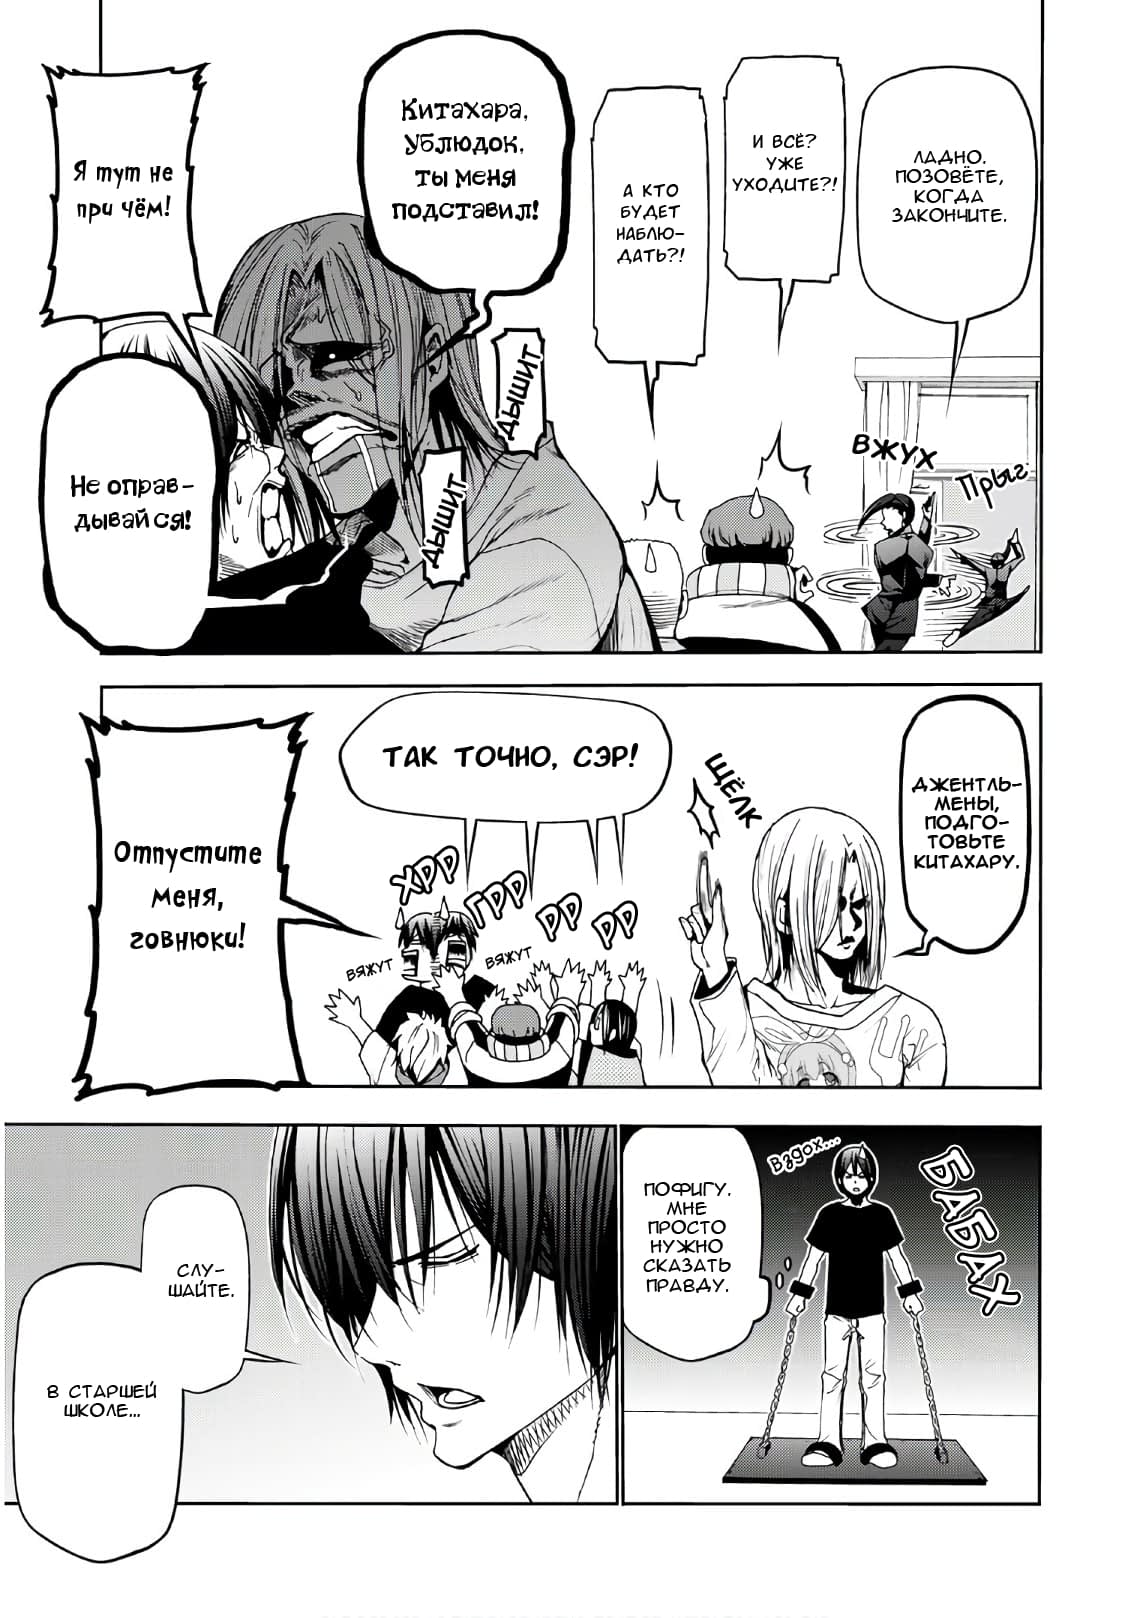 ЛАДНО.
ПОЗОВЁТЕ,
КОГДА
ЗАКОНЧИТЕ.
И ВСЁ?
УЖЕ
УХОДИТЕ?!
А КТО
БУДЕТ
НАБЛЮ-
ДАТЬ?!
ВЖУХ
Прыг
Китахара,
Ублюдок,
ты меня
подставил!
ДЫШИТ
ДЫШИТ
Я тут не
при чём!
Не оправ-
дывайся!
ДЖЕНТЛЬ-
МЕНЫ,
ПОДГО-
ТОВЬТЕ
КИТАХАРУ.
ЩЁЛК
ТАК ТОЧНО, СЭР!
ХРР
ГРР
РР
РР
ВЯЖУТ
ВЯЖУТ
Отпустите
меня,
говнюки!
БАБАХ
Вздох...
ПОФИГУ.
МНЕ
ПРОСТО
НУЖНО
СКАЗАТЬ
ПРАВДУ.
СЛУ-
ШАЙТЕ.
В СТАРШЕЙ
ШКОЛЕ...